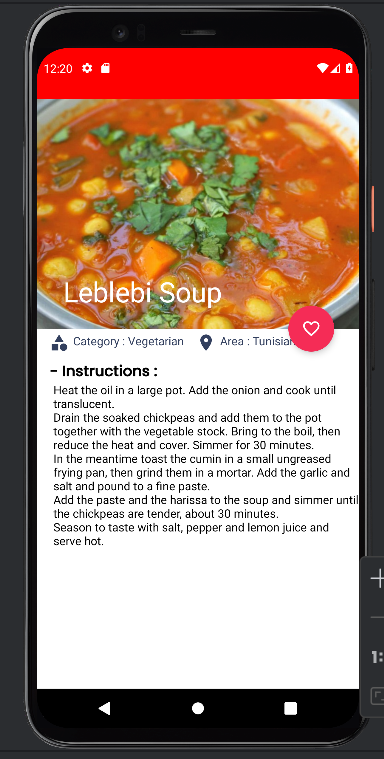 12:20
Leblebi Soup
Category : Vegetarian
Area : Tunisian
- Instructions :
Heat the oil in a large pot. Add the onion and cook until
translucent.
Drain the soaked chickpeas and add them to the pot
together with the vegetable stock. Bring to the boil, then
reduce the heat and cover. Simmer for 30 minutes.
In the meantime toast the cumin in a small ungreased
frying pan, then grind them in a mortar. Add the garlic and
salt and pound to a fine paste.
Add the paste and the harissa to the soup and simmer until
the chickpeas are tender, about 30 minutes.
Season to taste with salt, pepper and lemon juice and
serve hot.
1: